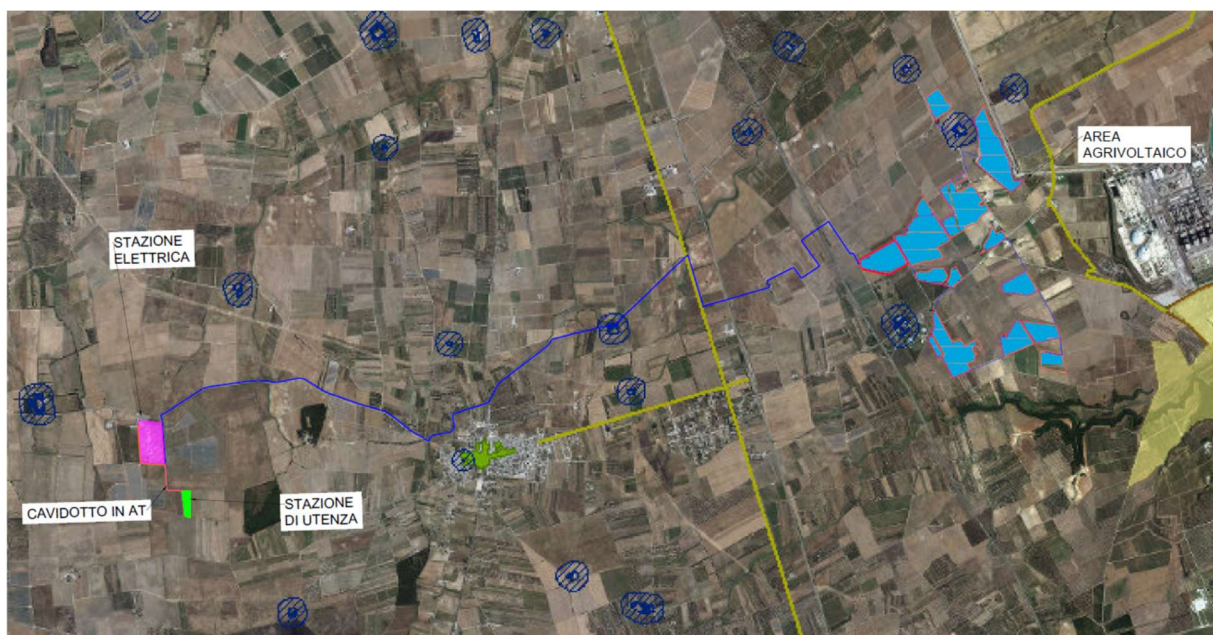 AREA
AGRIVOLTAICO
STAZIONE
ELETTRICA
CAVIDOTTO IN AT
STAZIONE
DI UTENZA